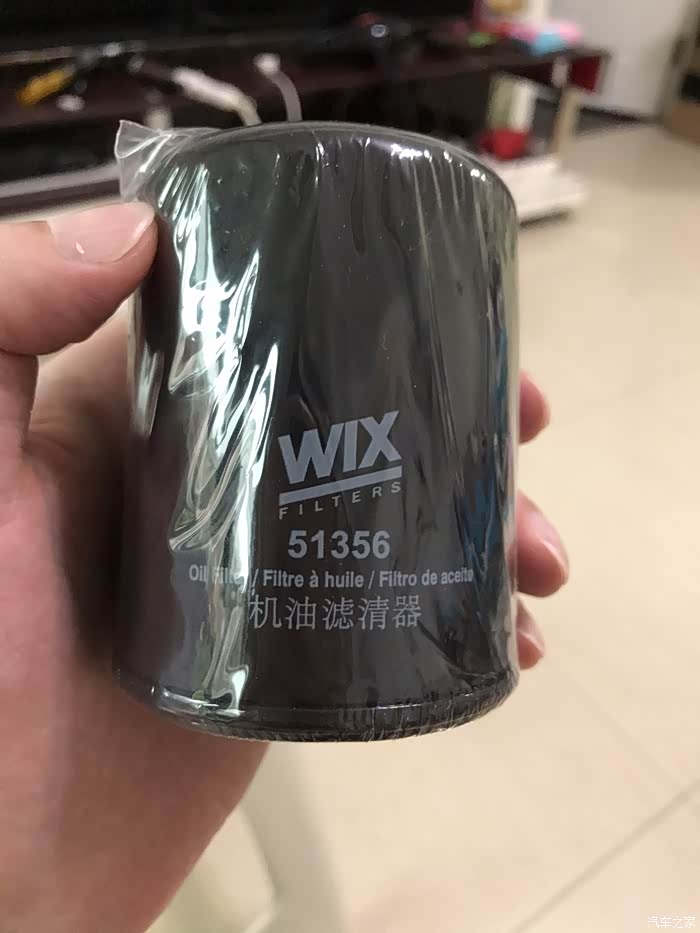 WIX
FILTERS
51356
Oil Filter / Filtre à huile / Filtro de aceite
机油滤清器
汽车之家